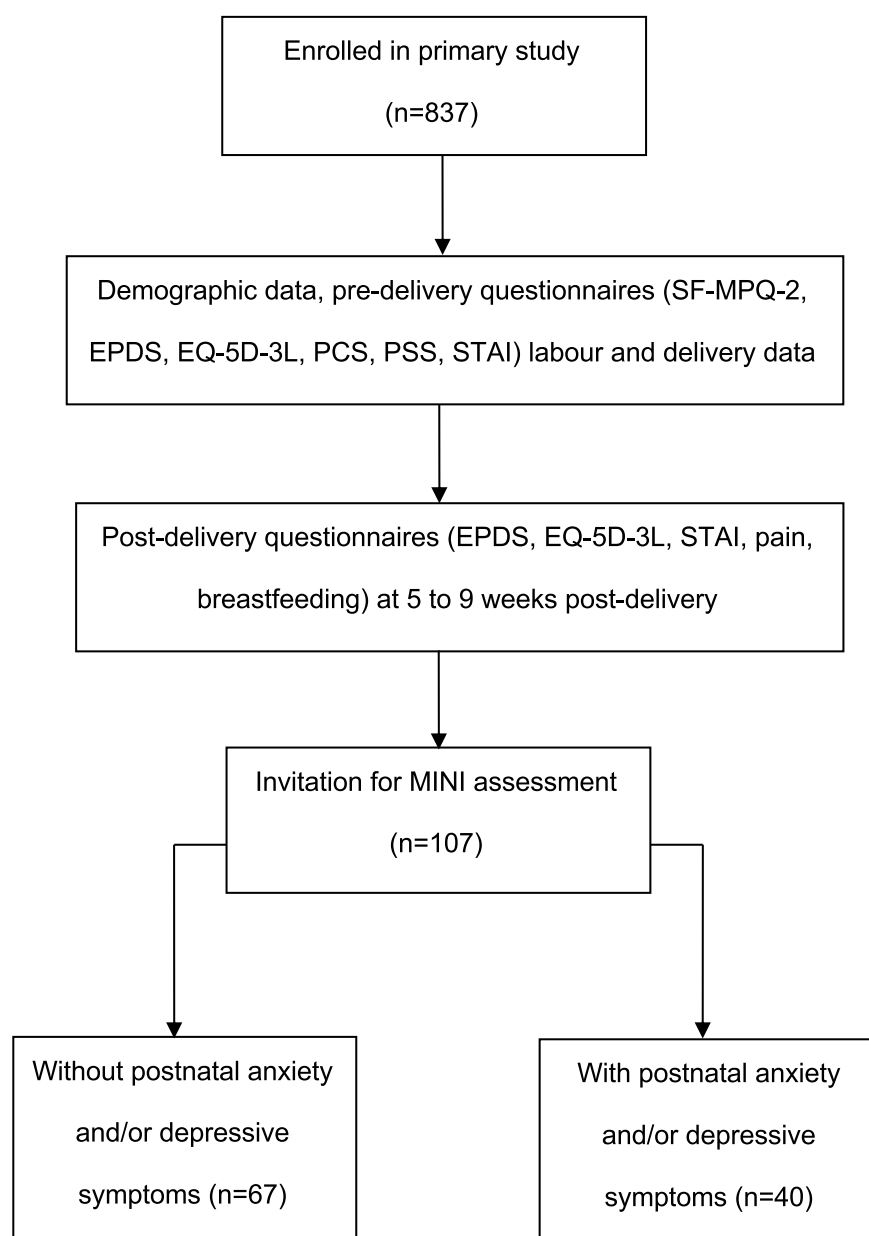 Enrolled in primary study
(n=837)
Demographic data, pre-delivery questionnaires (SF-MPQ-2,
EPDS, EQ-5D-3L, PCS, PSS, STAI) labour and delivery data
Post-delivery questionnaires (EPDS, EQ-5D-3L, STAI, pain,
breastfeeding) at 5 to 9 weeks post-delivery
Invitation for MINI assessment
(n=107)
Without postnatal anxiety
and/or depressive
symptoms (n=67)
With postnatal anxiety
and/or depressive
symptoms (n=40)